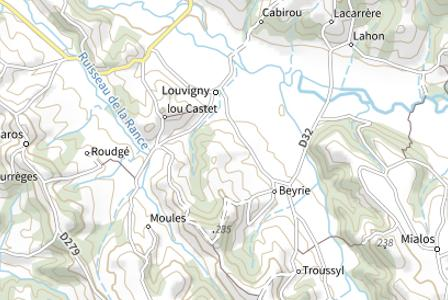 Cabirou
Lacarrère
Lahon
Ruisseau de la Rance
Louvigny
lou Castet
D32
aros
Roudgé
urrèges
Beyrie
Moules
235
D279
238
Mialos
Troussyl